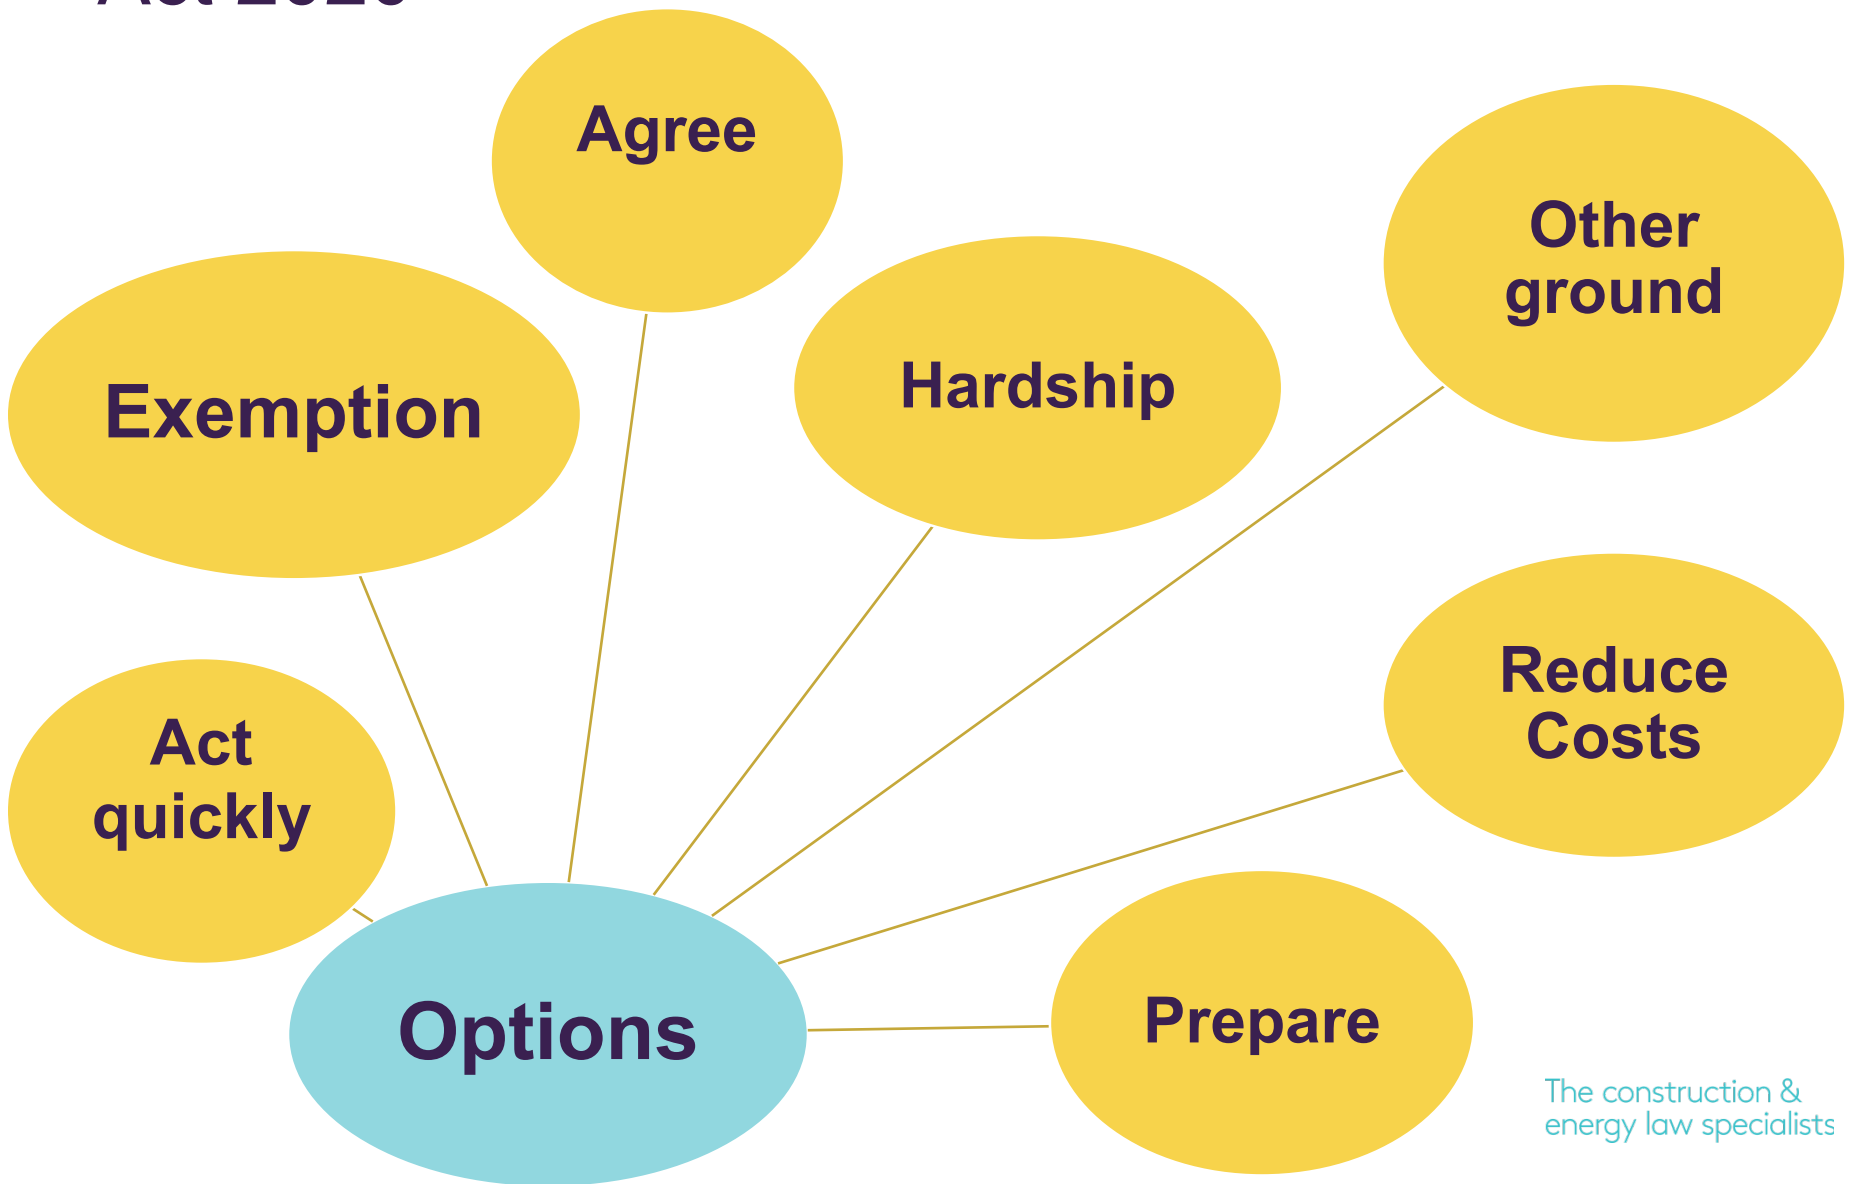 Agree
Other
ground
Hardship
Exemption
Reduce
Costs
Act
quickly
Options
Prepare
The construction &
energy law specialists